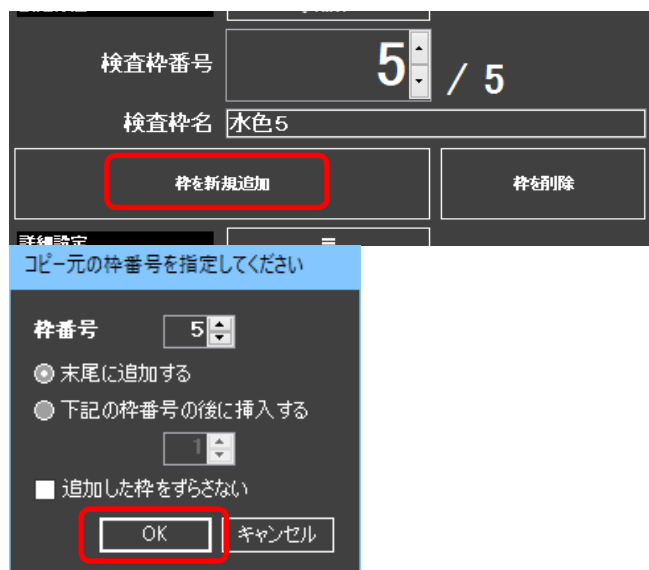 検査枠番号 5 / 5
検査枠名 水色5
枠を新規追加 枠を削除
詳細設定
コピー元の枠番号を指定してください
枠番号 5
末尾に追加する
下記の枠番号の後に挿入する
1
追加した枠をずらさない
OK キャンセル